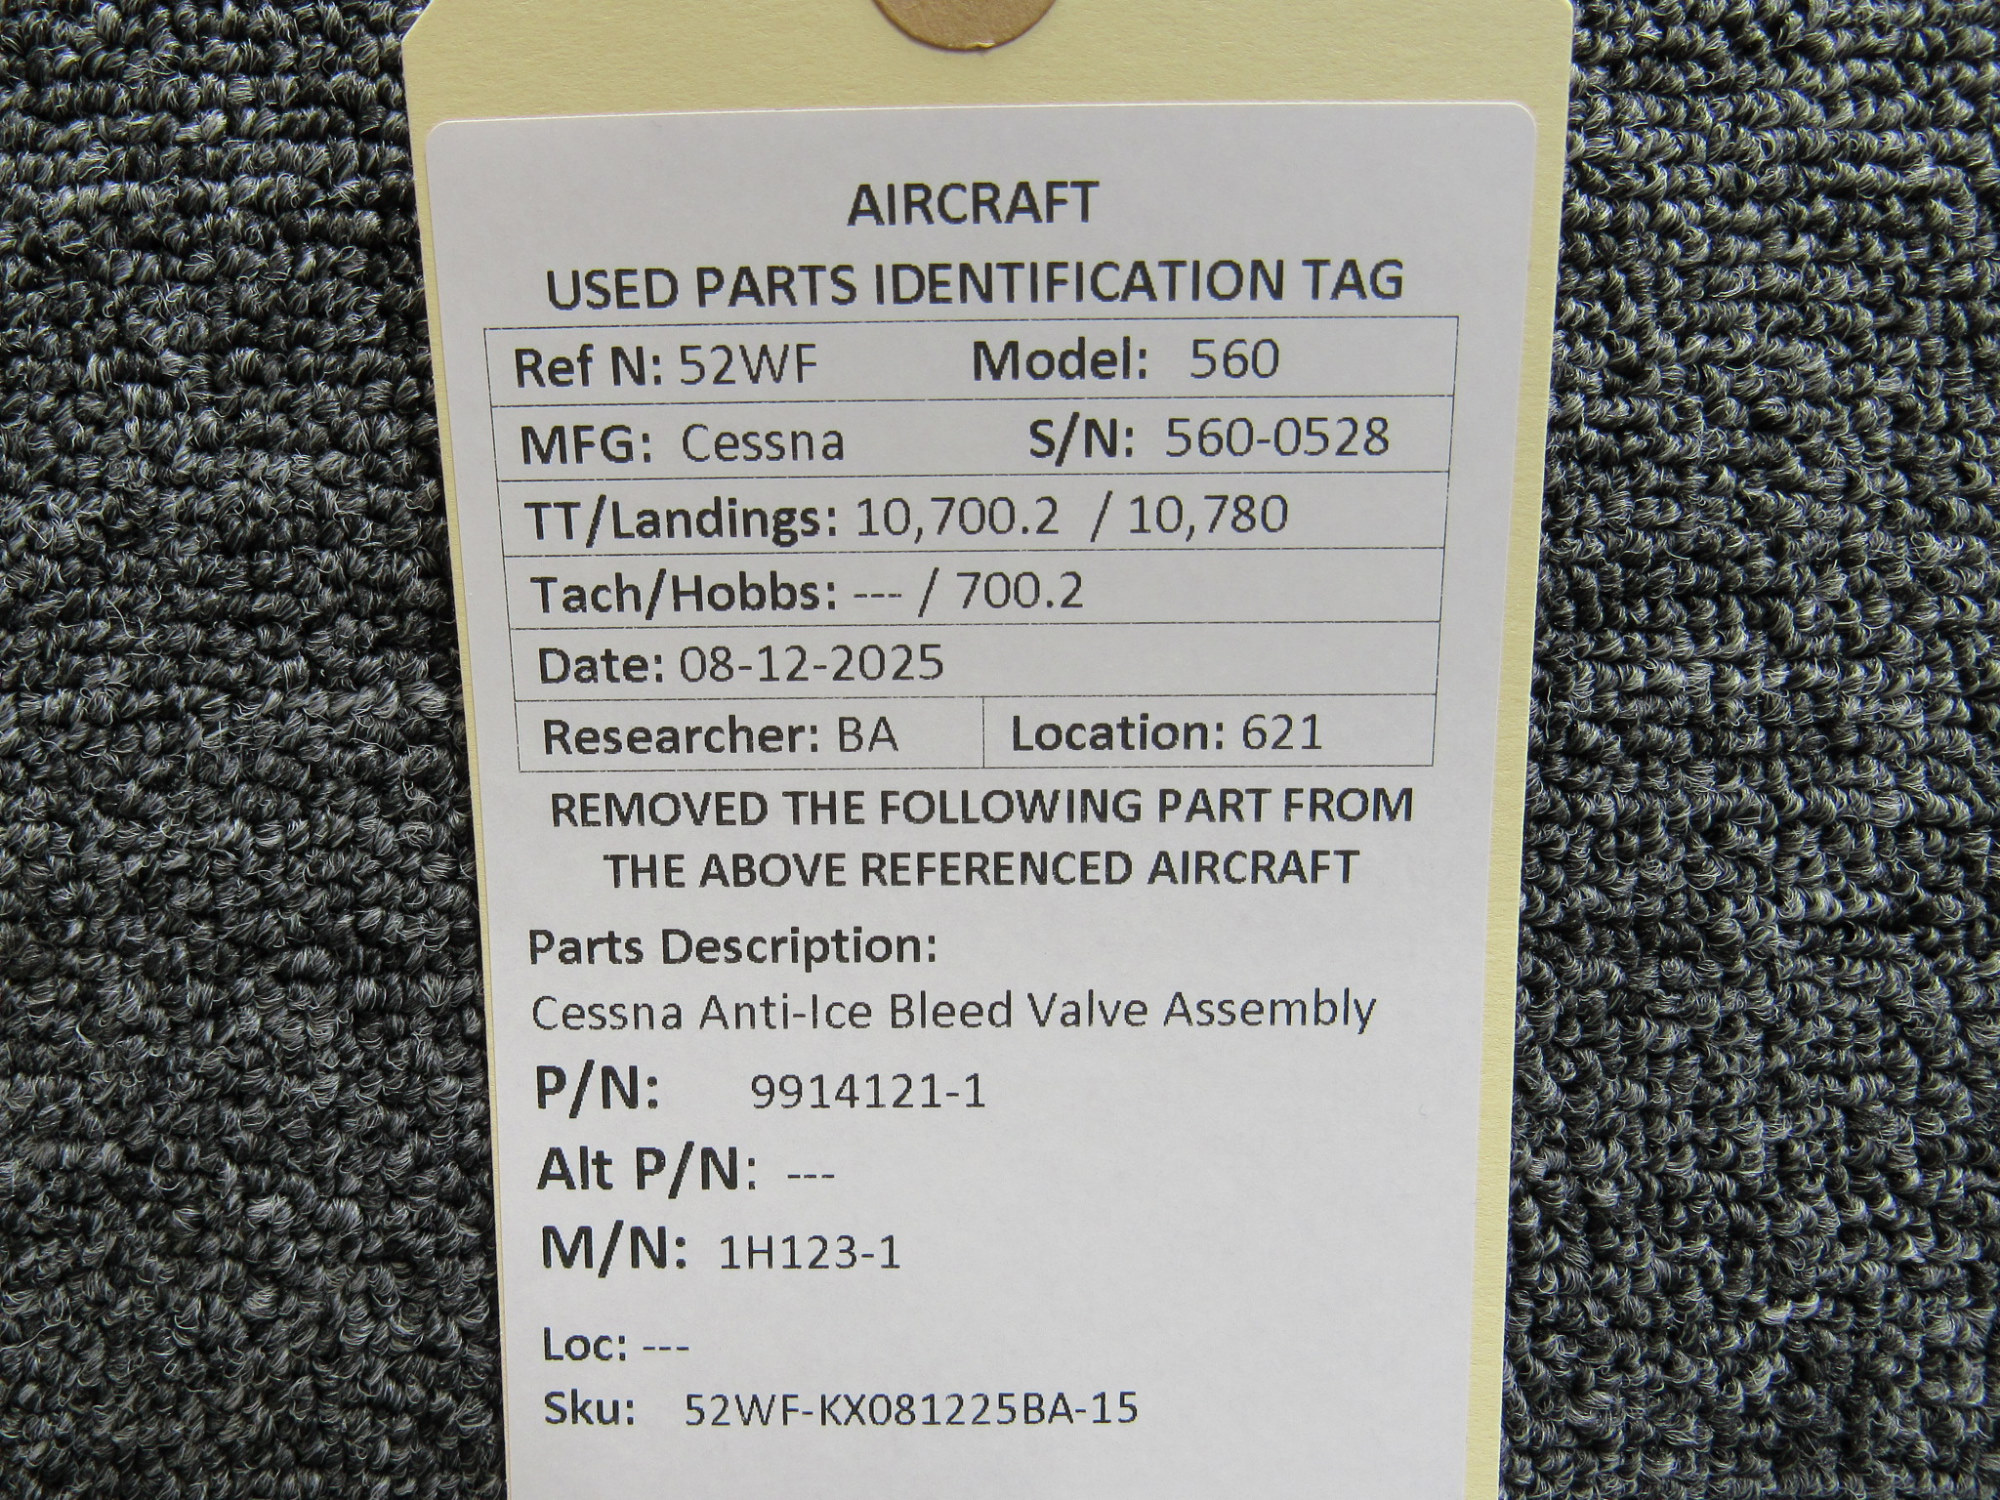 AIRCRAFT
USED PARTS IDENTIFICATION TAG
Ref N: 52WF Model: 560
MFG: Cessna S/N: 560-0528
TT/Landings: 10,700.2 / 10,780
Tach/Hobbs: --- / 700.2
Date: 08-12-2025
Researcher: BA Location: 621
REMOVED THE FOLLOWING PART FROM
THE ABOVE REFERENCED AIRCRAFT
Parts Description:
Cessna Anti-Ice Bleed Valve Assembly
P/N: 9914121-1
Alt P/N: ---
M/N: 1H123-1
Loc: ---
Sku: 52WF-KX081225BA-15